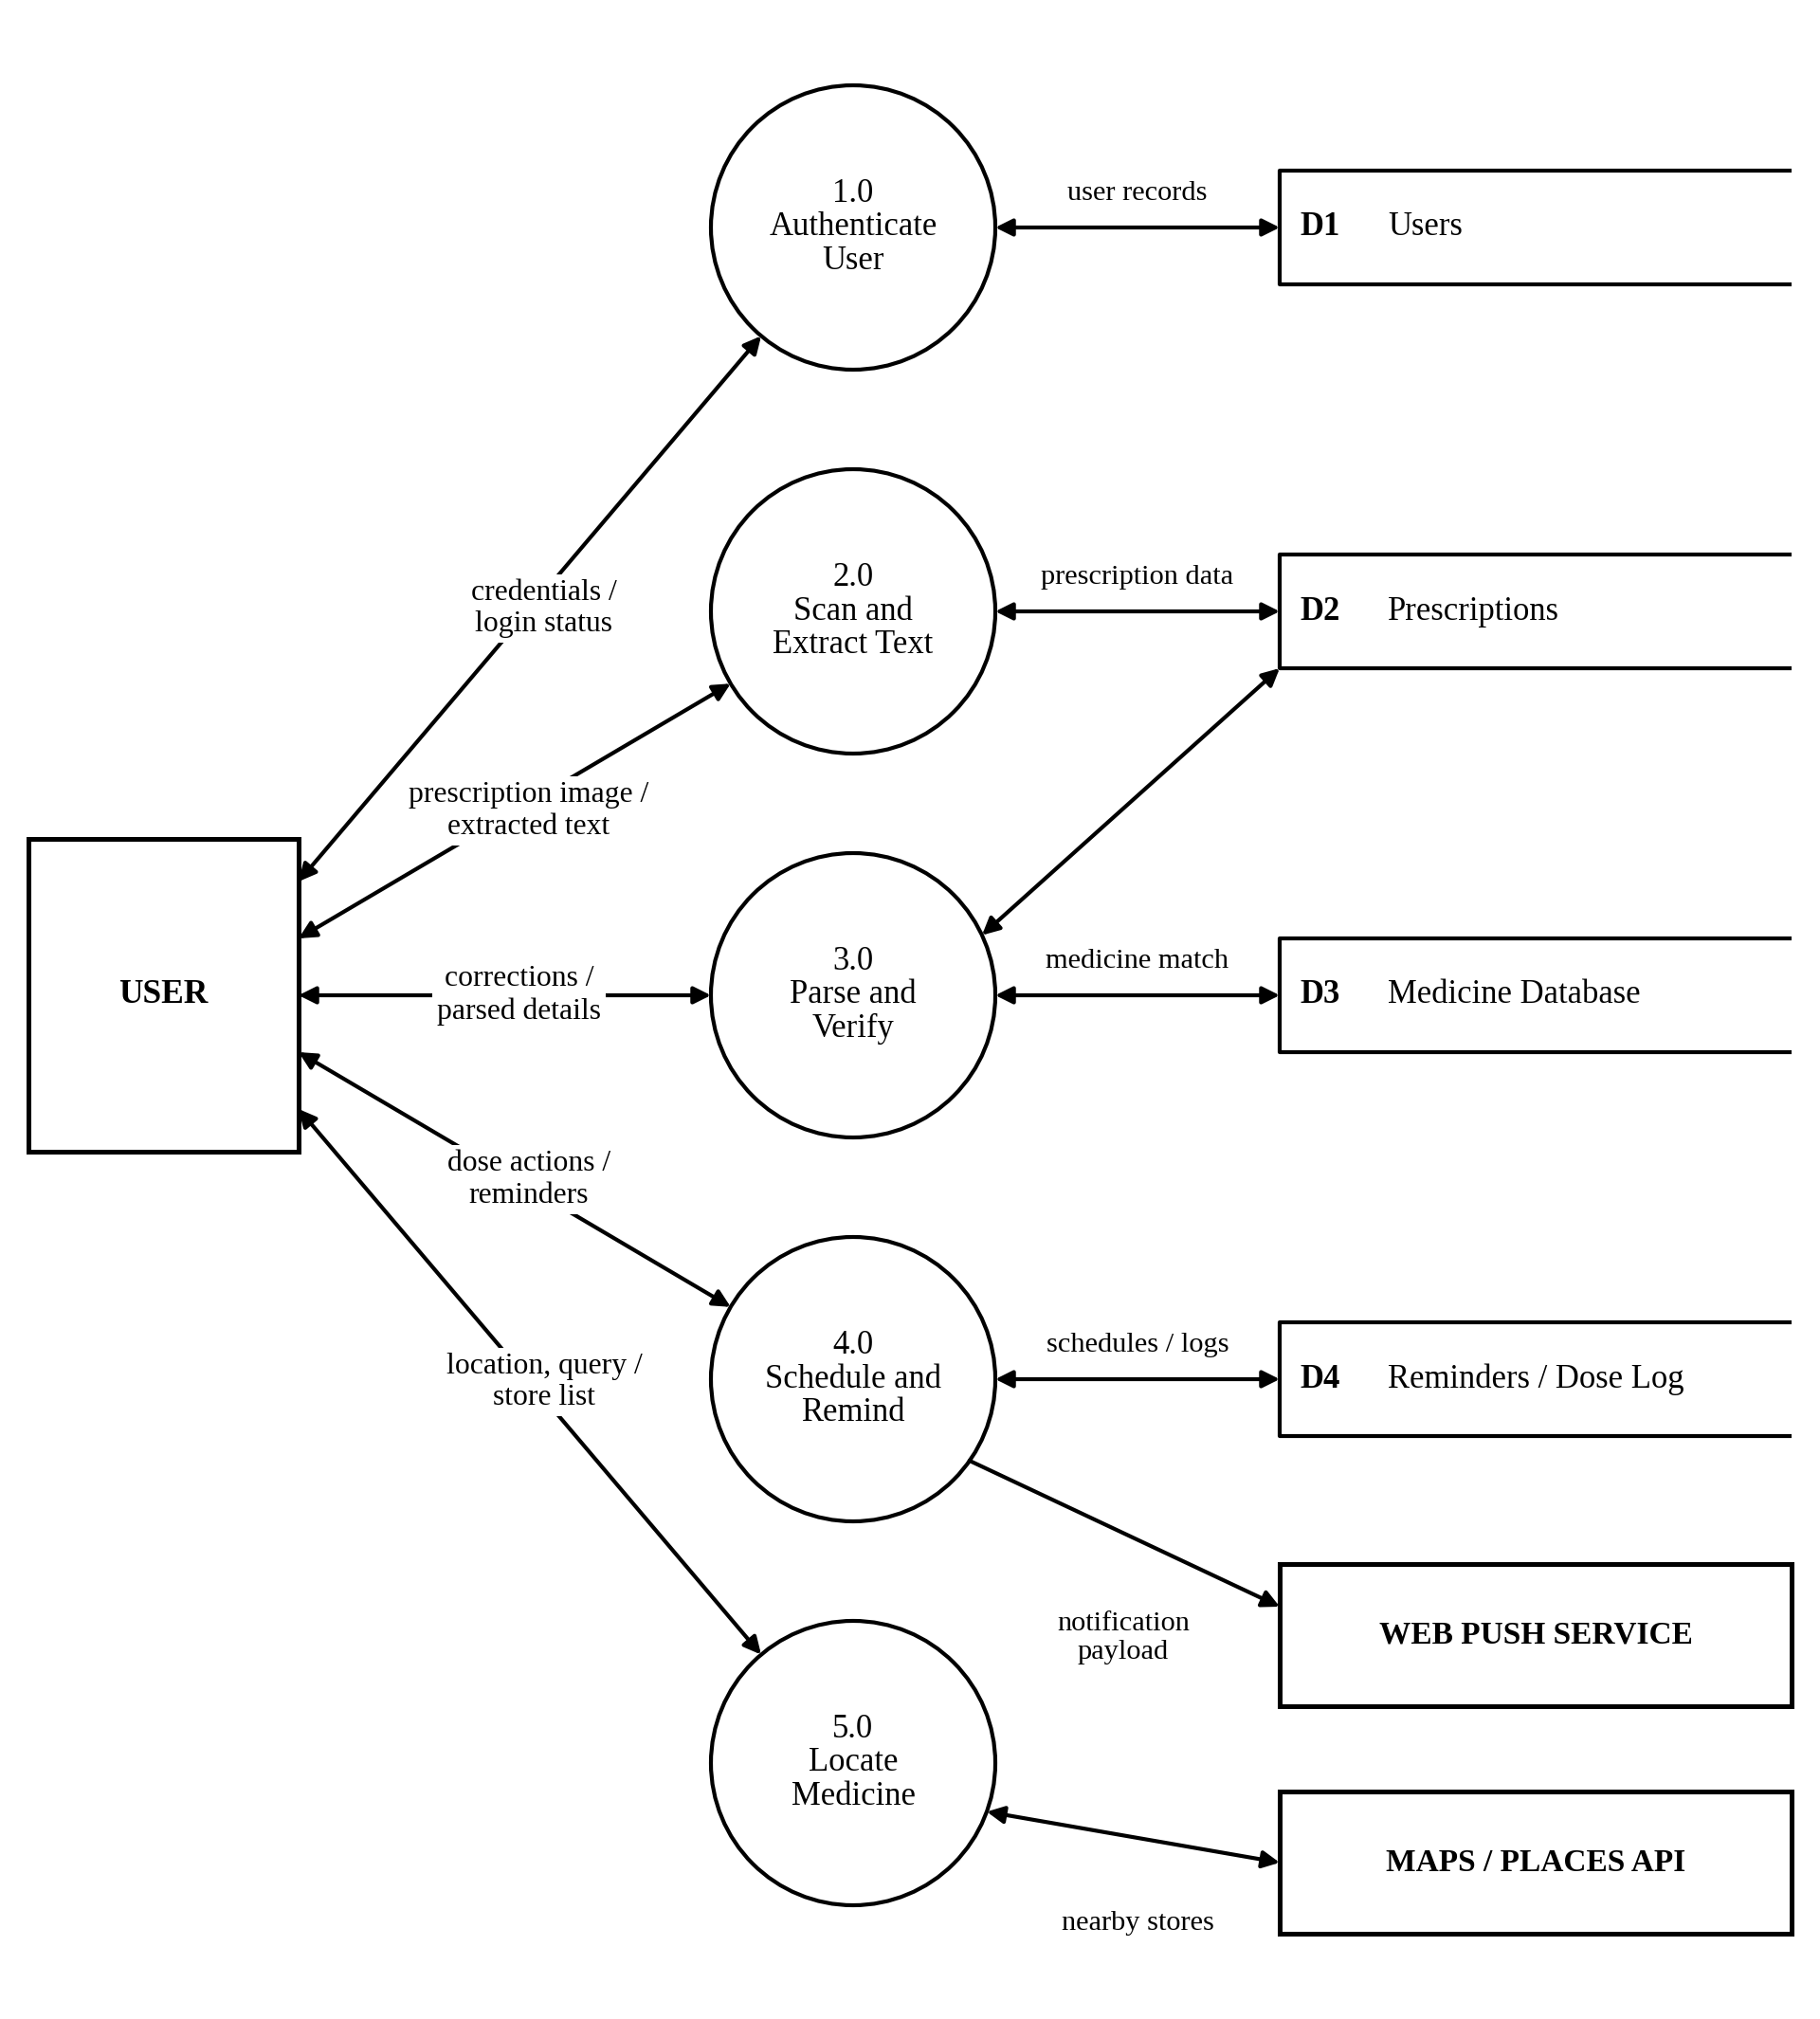 1.0
Authenticate
User
user records
D1 Users
credentials /
login status
2.0
Scan and
Extract Text
prescription data
D2 Prescriptions
prescription image /
extracted text
USER
corrections /
parsed details
3.0
Parse and
Verify
medicine match
D3 Medicine Database
dose actions /
reminders
4.0
Schedule and
Remind
schedules / logs
D4 Reminders / Dose Log
location, query /
store list
notification
payload
WEB PUSH SERVICE
5.0
Locate
Medicine
nearby stores
MAPS / PLACES API